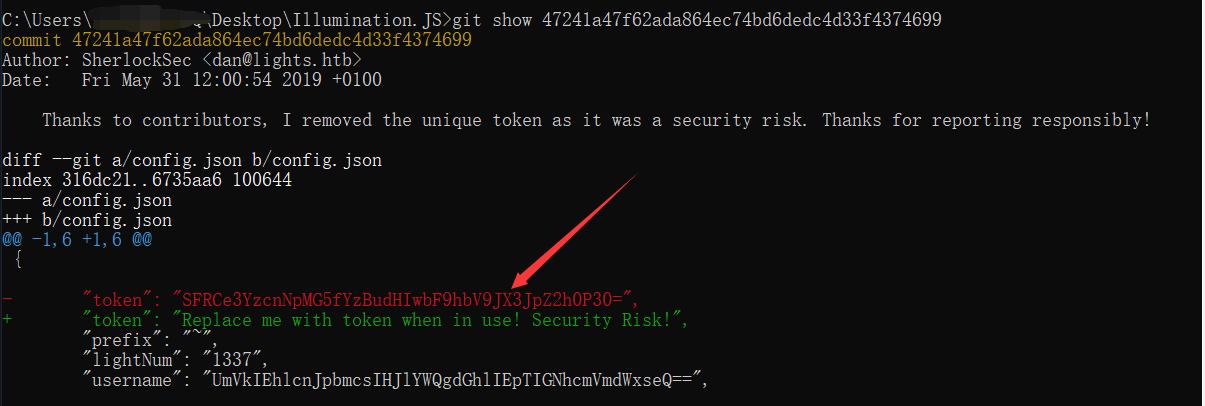 C:\Users\ Q\Desktop\Illumination.JS>git show 47241a47f62ada864ec74bd6dedc4d33f4374699
commit 47241a47f62ada864ec74bd6dedc4d33f4374699
Author: SherlockSec <dan@lights.htb>
Date:   Fri May 31 12:00:54 2019 +0100
    Thanks to contributors, I removed the unique token as it was a security risk. Thanks for reporting responsibly!
diff --git a/config.json b/config.json
index 316dc21..6735aa6 100644
--- a/config.json
+++ b/config.json
@@ -1,6 +1,6 @@
 {
-       "token": "SFRCe3YzcnNpMG5fYzBudHIwbF9hbV9JX3JpZ2h0P30=",
+       "token": "Replace me with token when in use! Security Risk!",
        "prefix": "~",
        "lightNum": "1337",
        "username": "UmVkIEhlcnJpbmcsIHJlYWQgdGhlIEpTIGNhcmVmdWxseQ==",